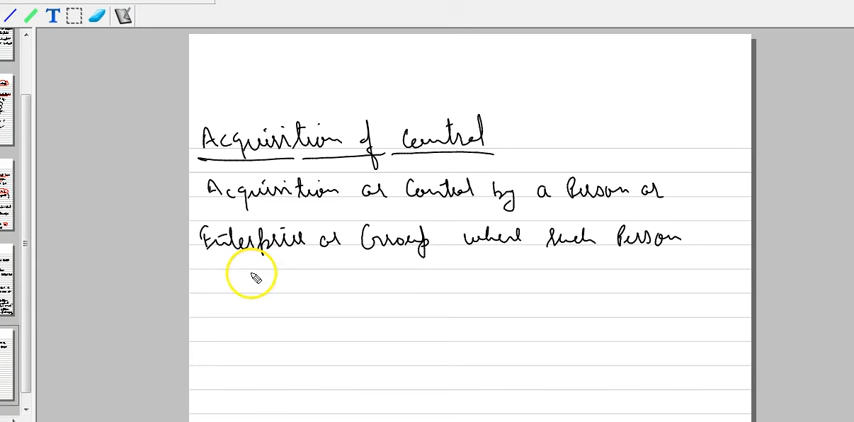 T
Acquisition of Control
Acquisition or Control by a Person or
Enterprise or Group where such Person